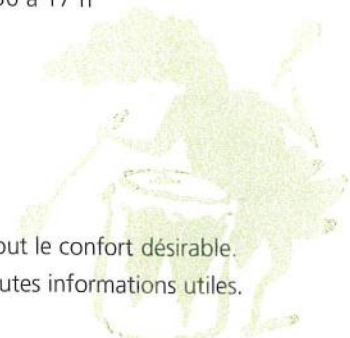 à 17 h
out le confort désirable.
utes informations utiles.